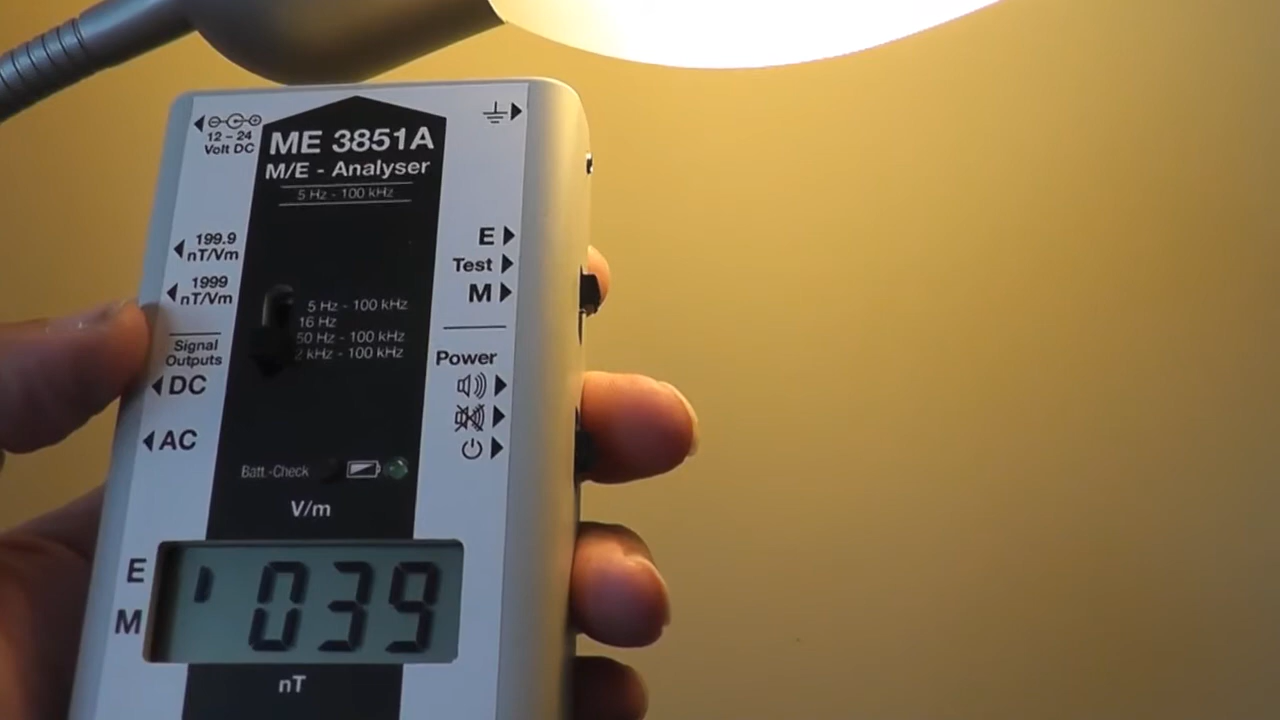 12 – 24
Volt DC
ME 3851A
M/E - Analyser
5 Hz - 100 kHz
199.9
nT/Vm
1999
nT/Vm
Signal
Outputs
DC
AC
5 Hz - 100 kHz
16 Hz
50 Hz - 100 kHz
2 kHz - 100 kHz
E
Test
M
Power
Batt.-Check
V/m
E
M
039
nT